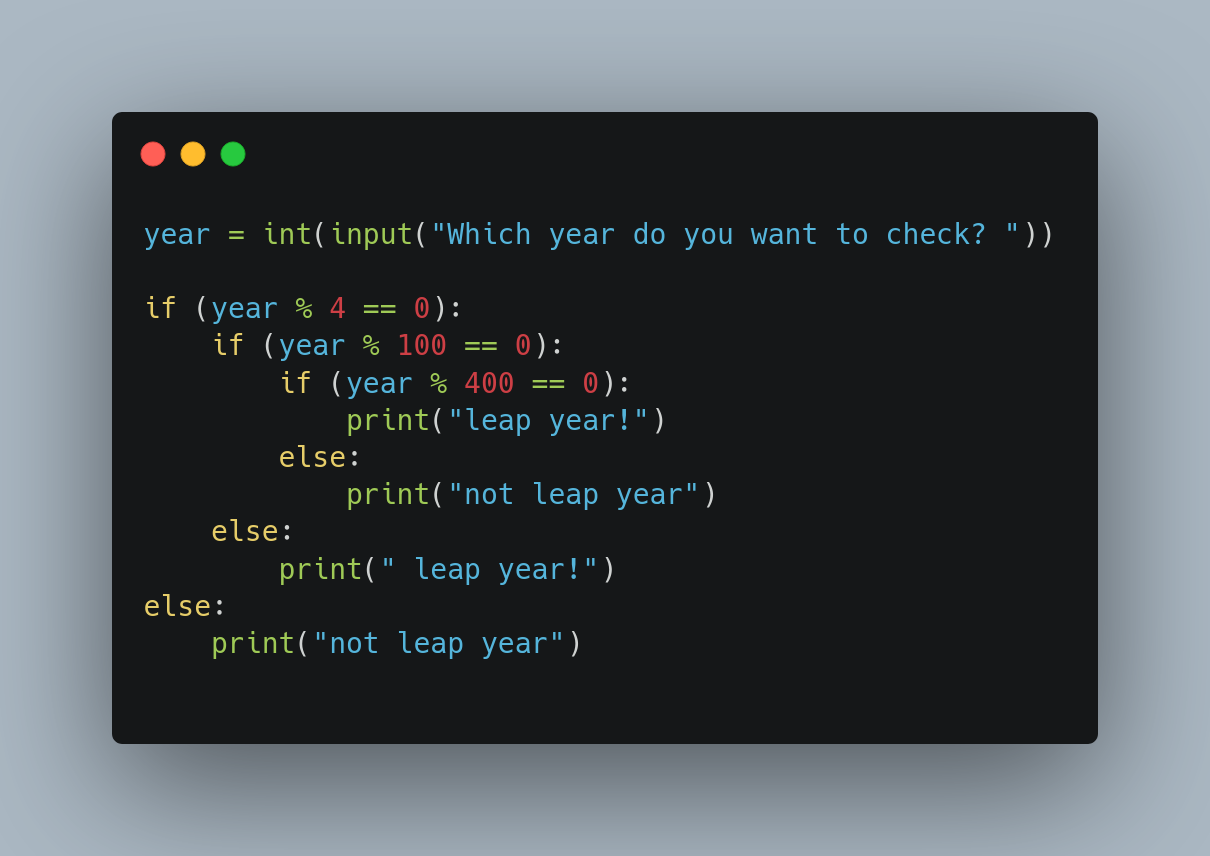 year = int(input("Which year do you want to check? "))
if (year % 4 == 0):
    if (year % 100 == 0):
        if (year % 400 == 0):
            print("leap year!")
        else:
            print("not leap year")
    else:
        print(" leap year!")
else:
    print("not leap year")